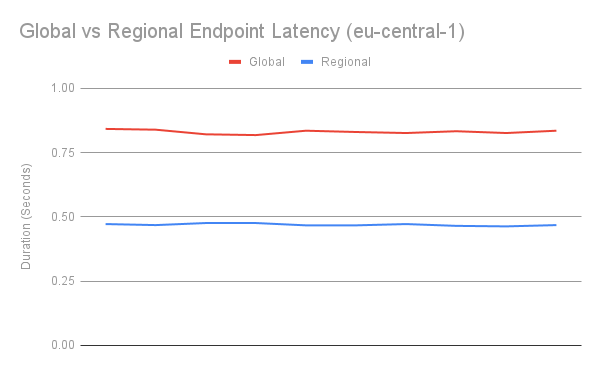 Global vs Regional Endpoint Latency (eu-central-1)
Global Regional
1.00
0.75
0.50
0.25
0.00
Duration (Seconds)